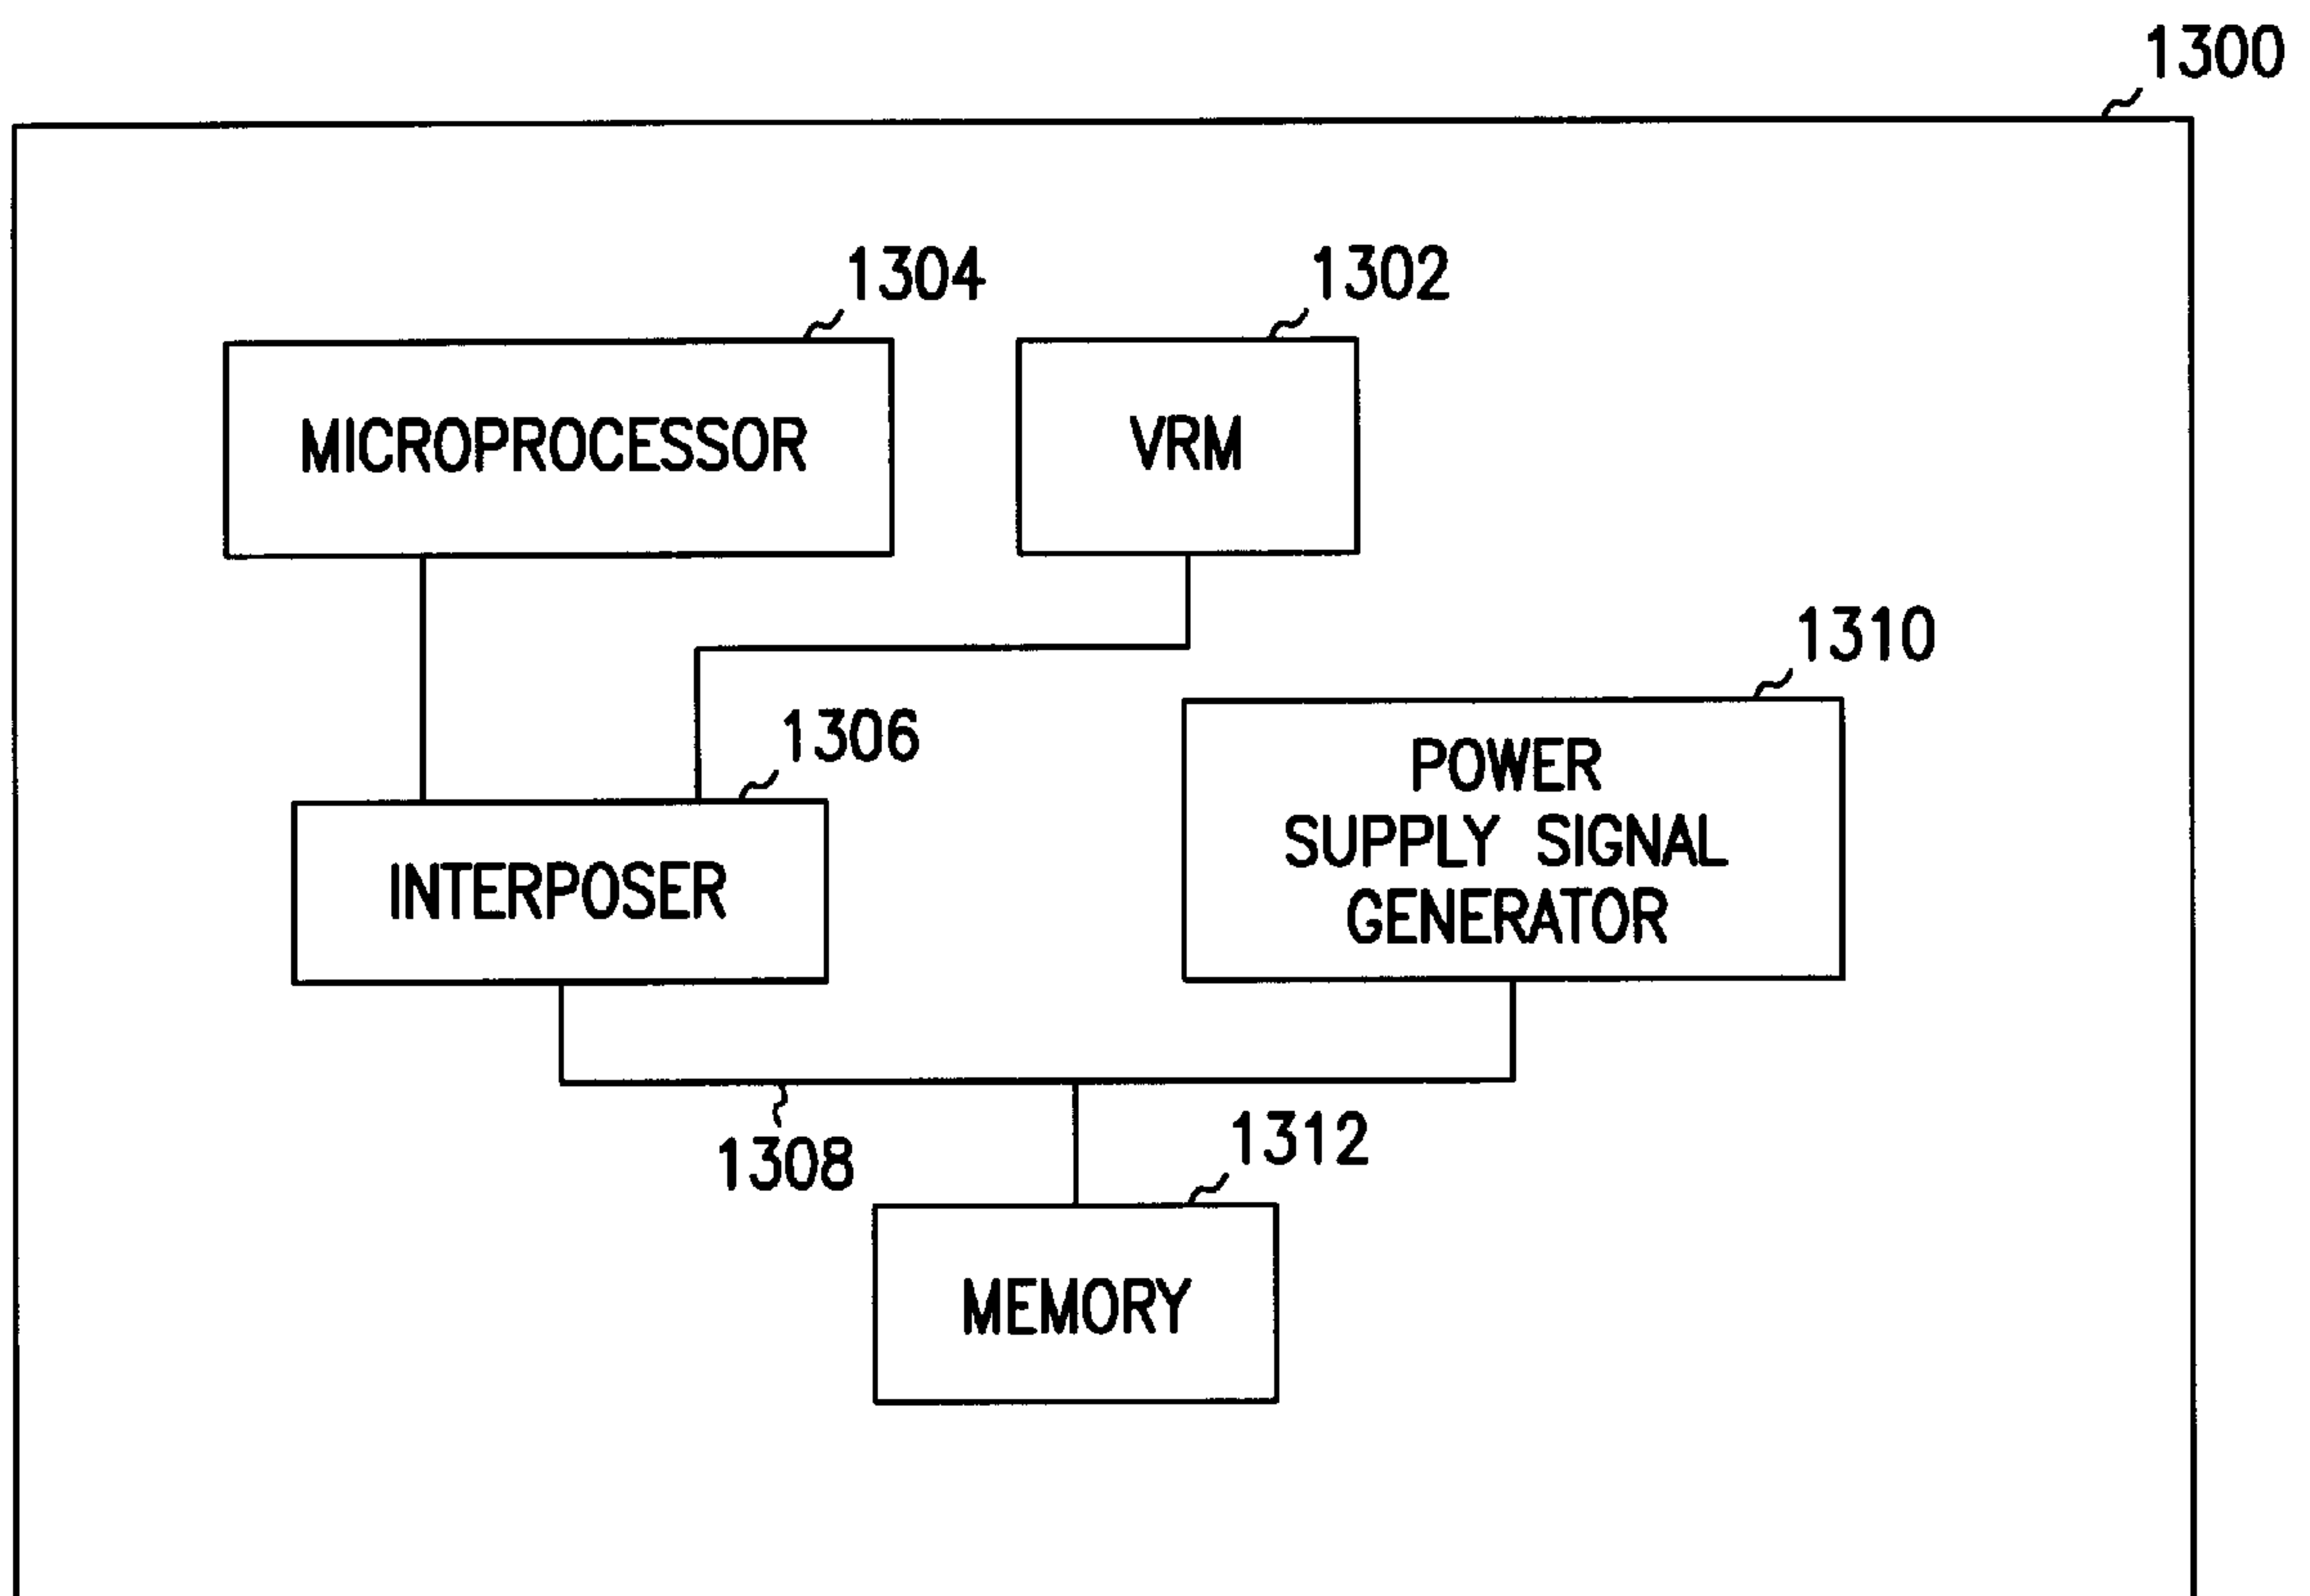 1300
1304
1302
MICROPROCESSOR
VRM
1310
1306
POWER
SUPPLY SIGNAL
GENERATOR
INTERPOSER
1308
1312
MEMORY